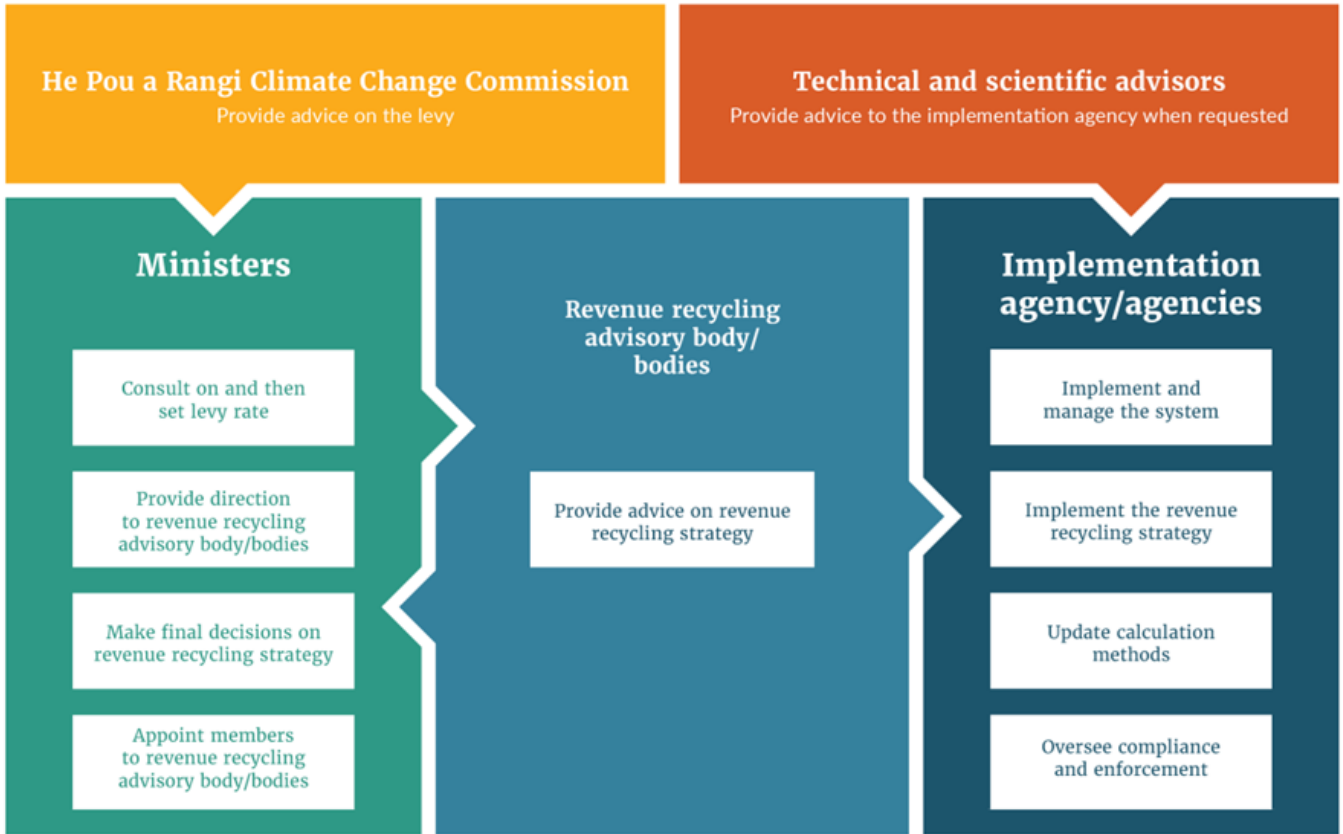 He Pou a Rangi Climate Change Commission
Provide advice on the levy
Technical and scientific advisors
Provide advice to the implementation agency when requested
Ministers
Consult on and then
set levy rate
Provide direction
to revenue recycling
advisory body/bodies
Make final decisions on
revenue recycling strategy
Appoint members
to revenue recycling
advisory body/bodies
Revenue recycling
advisory body/
bodies
Provide advice on revenue
recycling strategy
Implementation
agency/agencies
Implement and
manage the system
Implement the revenue
recycling strategy
Update calculation
methods
Oversee compliance
and enforcement